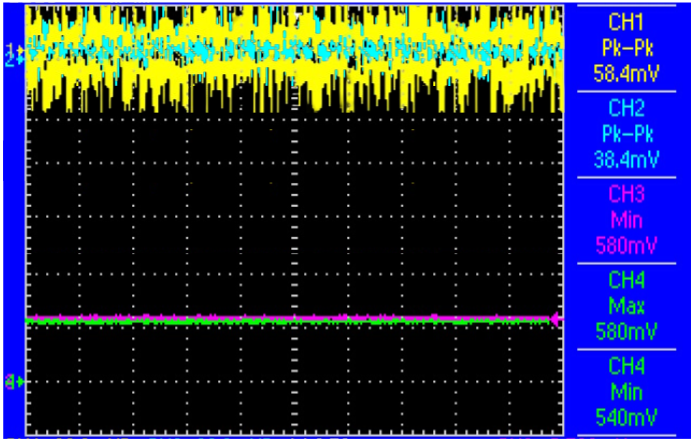 1
2
CH1
Pk-Pk
58.4mV
CH2
Pk-Pk
38.4mV
CH3
Min
580mV
CH4
Max
580mV
CH4
Min
540mV